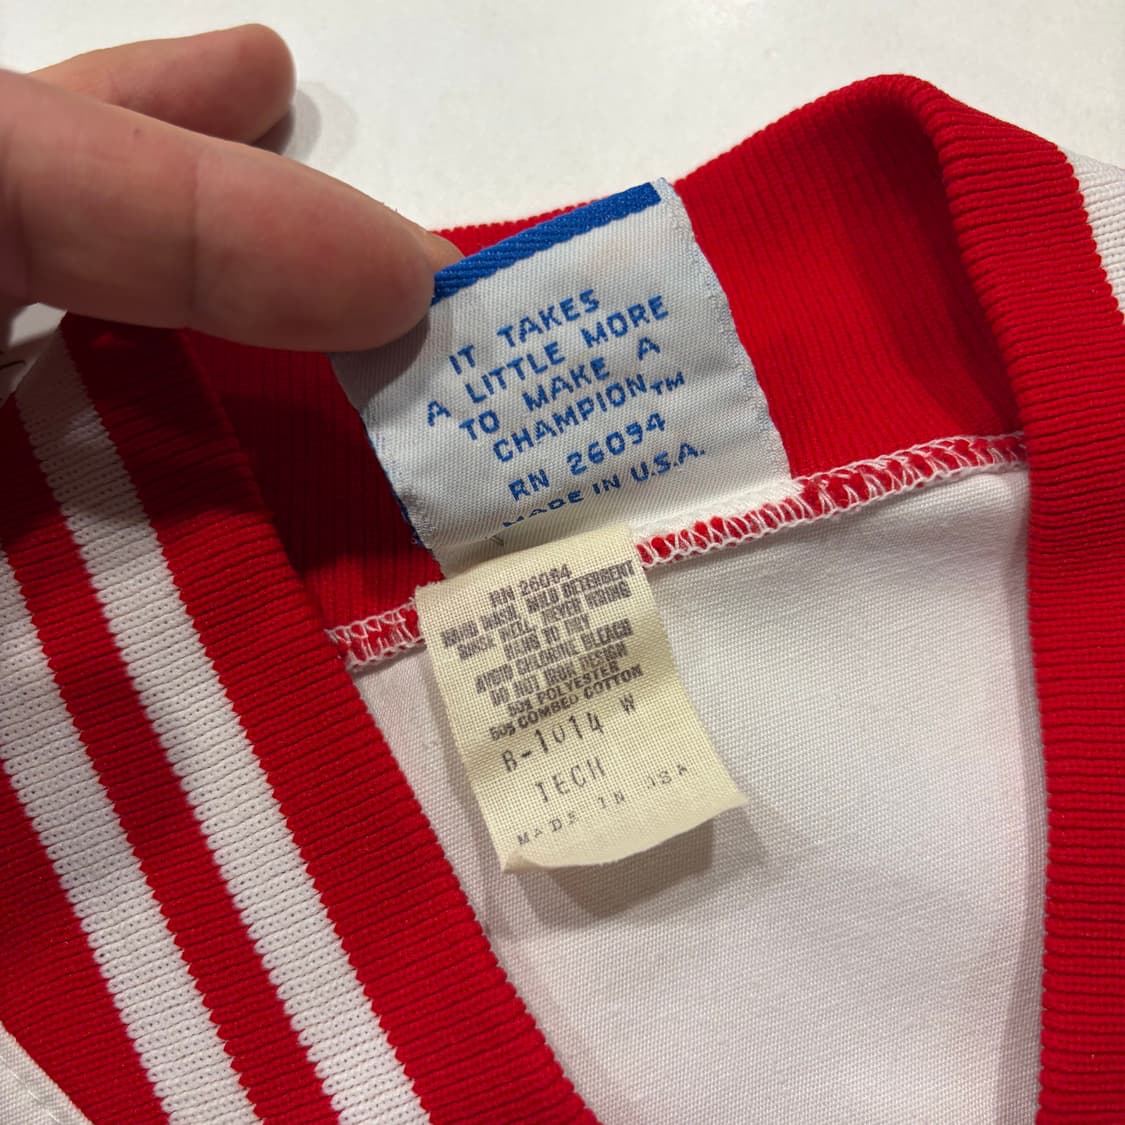 IT TAKES
A LITTLE MORE
TO MAKE A
CHAMPION™
RN 26094
MADE IN U.S.A.
RN 26094
HAND WASH, MILD DETERGENT
RINSE WELL, NEVER WRING
HANG TO DRY
AVOID CHLORINE BLEACH
DO NOT IRON DESIGN
50% POLYESTER
50% COMBED COTTON
B-1014 W
TECH
MADE IN USA